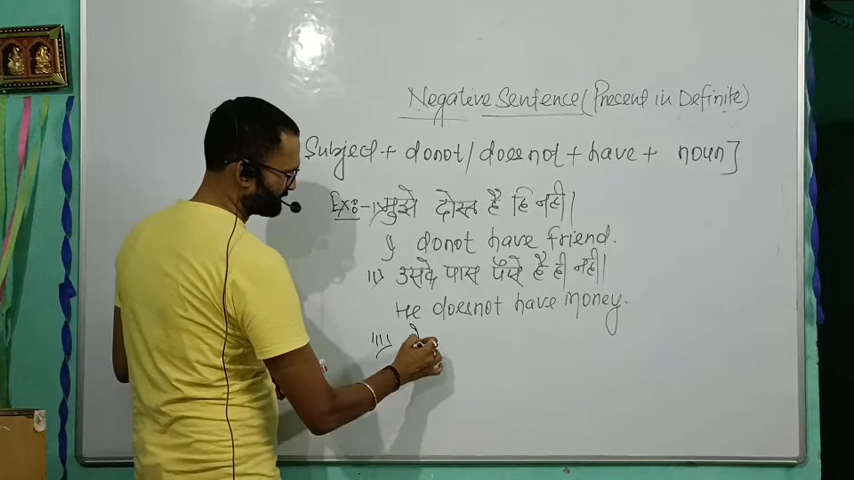 Negative Sentence (Present in Definite)
Subject + donot / doesnot + have + noun]
Ex:-i) मुझे दोस्त है हि नही।
I donot have friend.
ii) उसके पास पैसे है ही नही।
He doesnot have money.
iii)